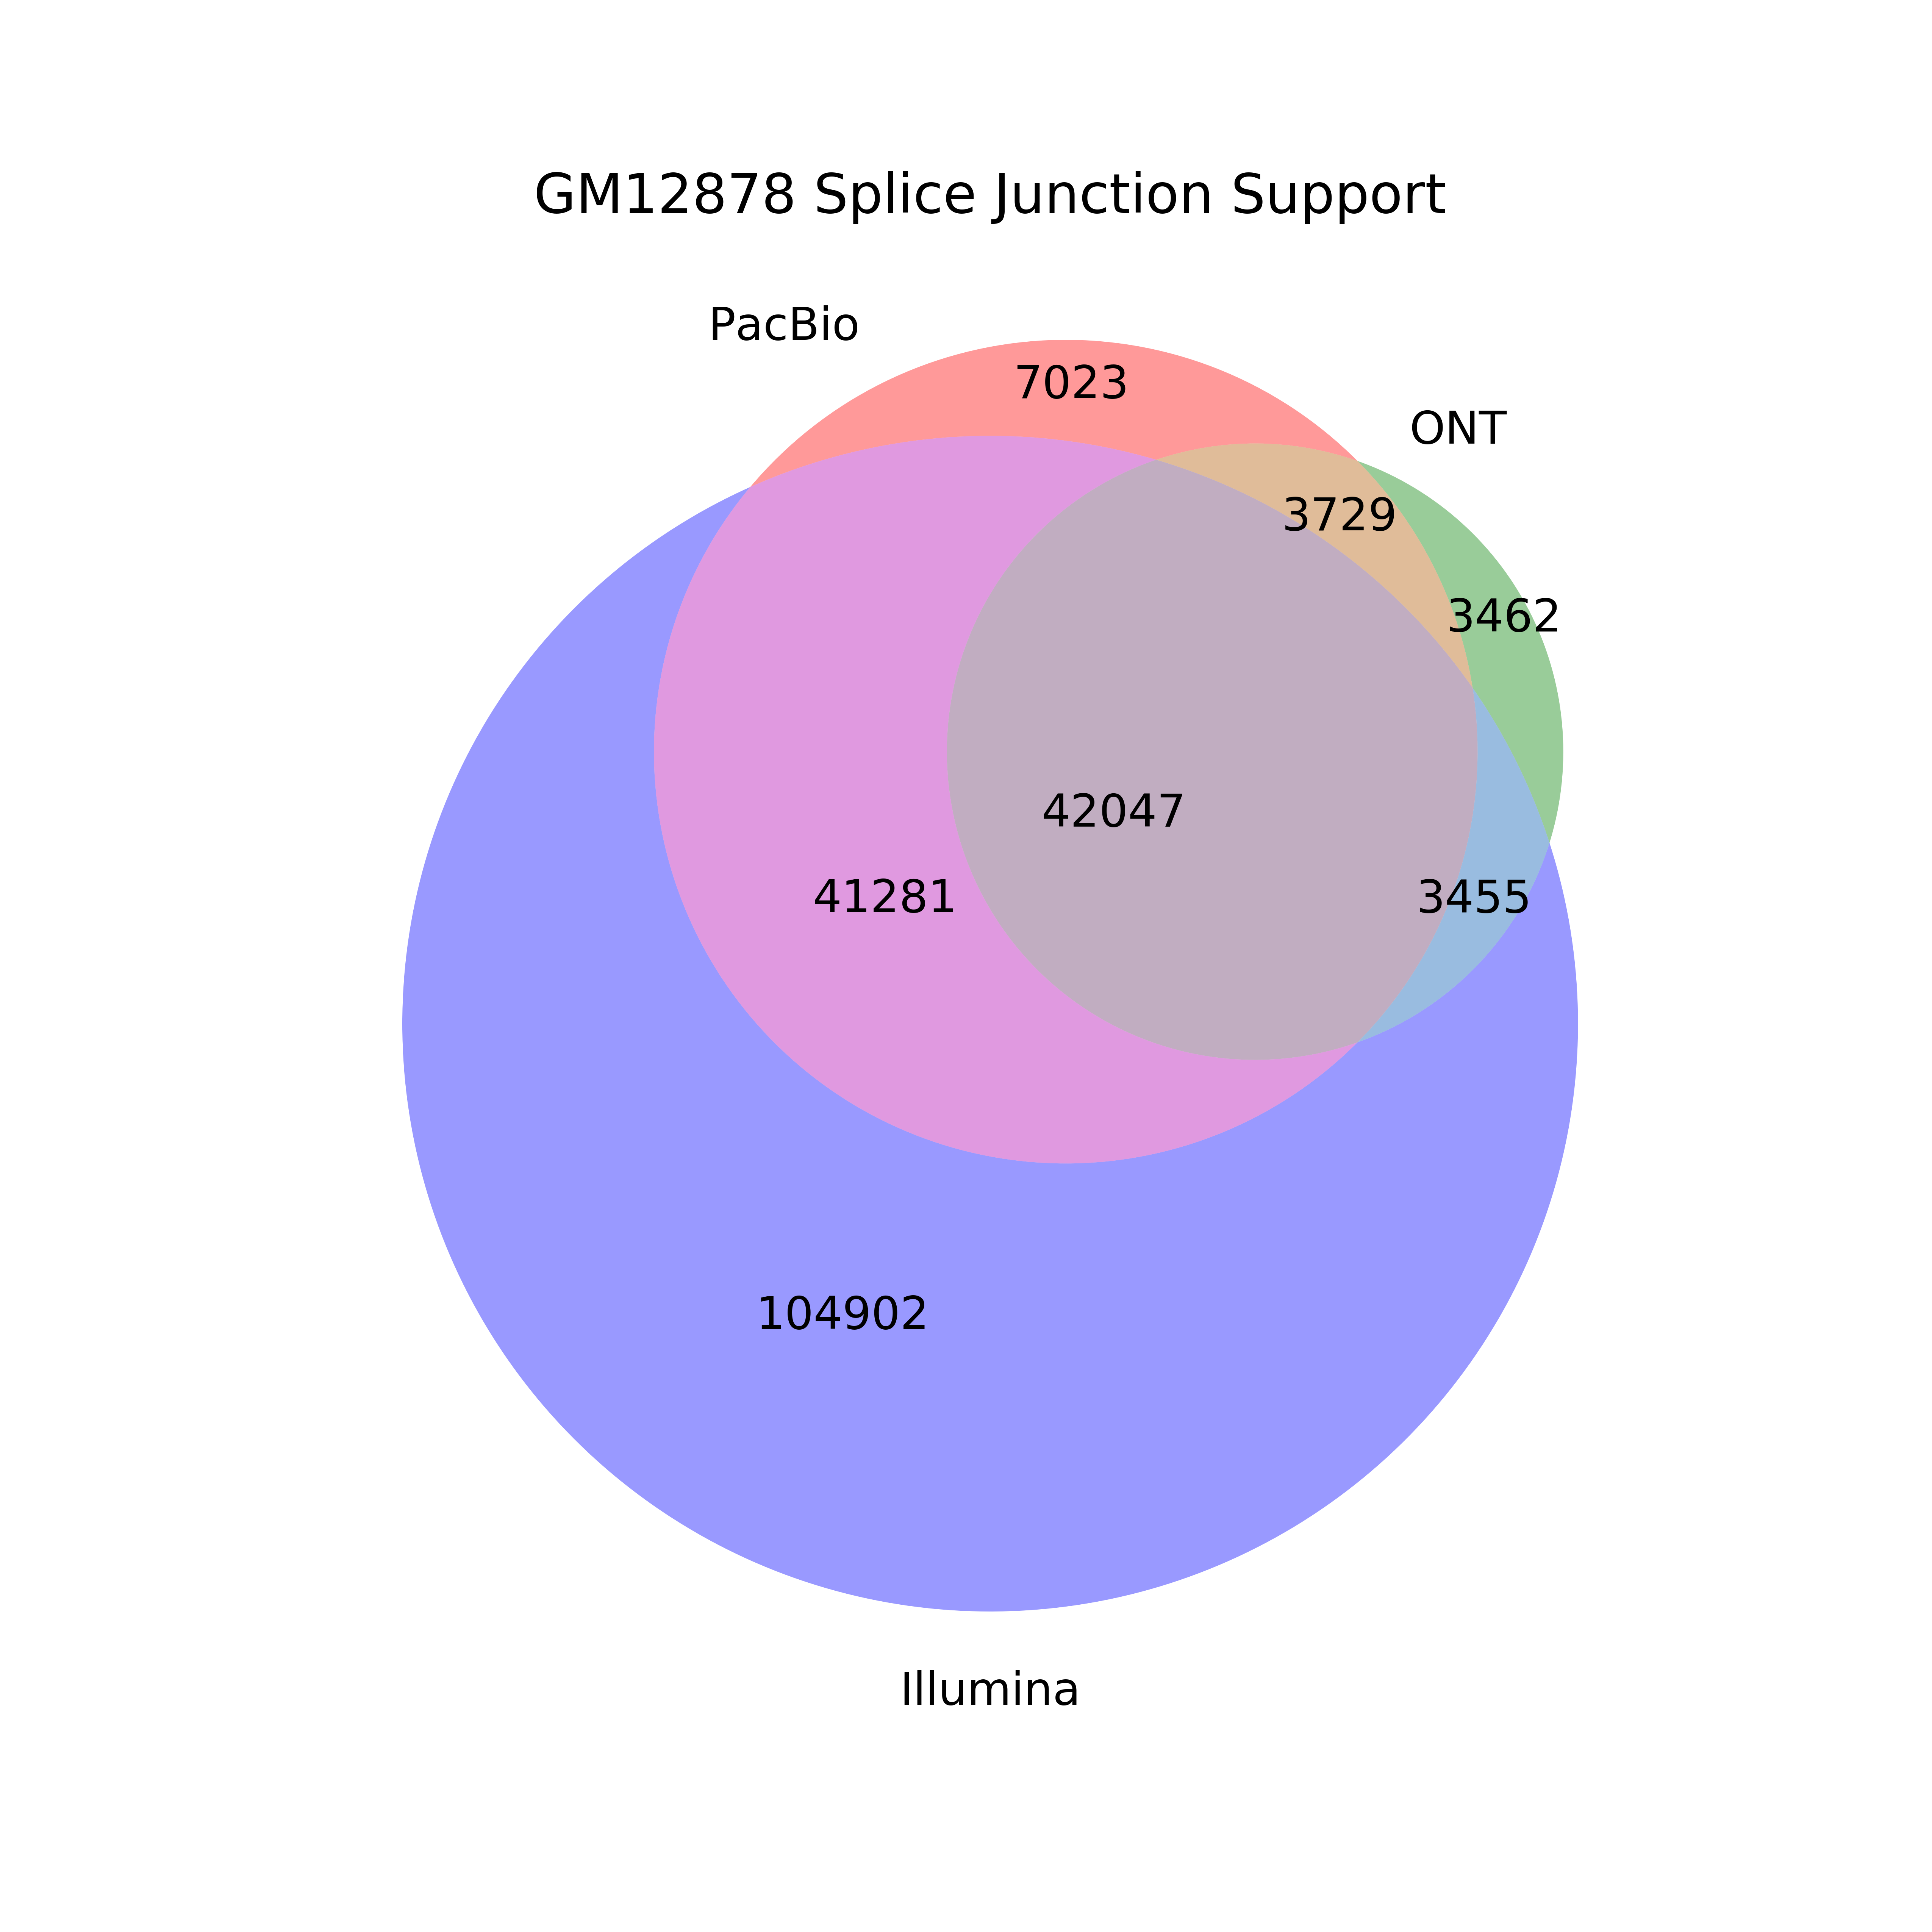 GM12878 Splice Junction Support
PacBio
7023
ONT
3729
3462
42047
41281
3455
104902
Illumina